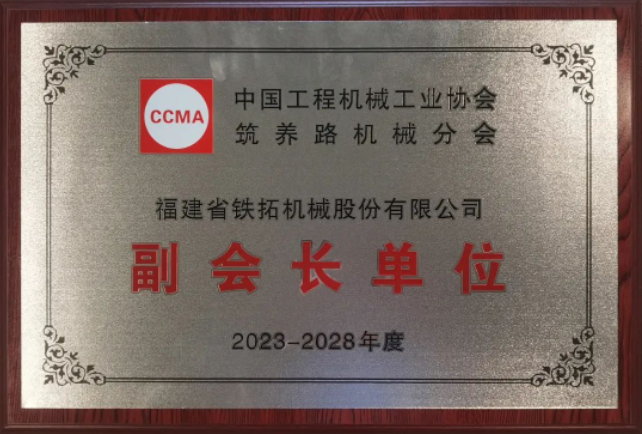 CCMA
中国工程机械工业协会
筑养路机械分会
福建省铁拓机械股份有限公司
副会长单位
2023-2028年度